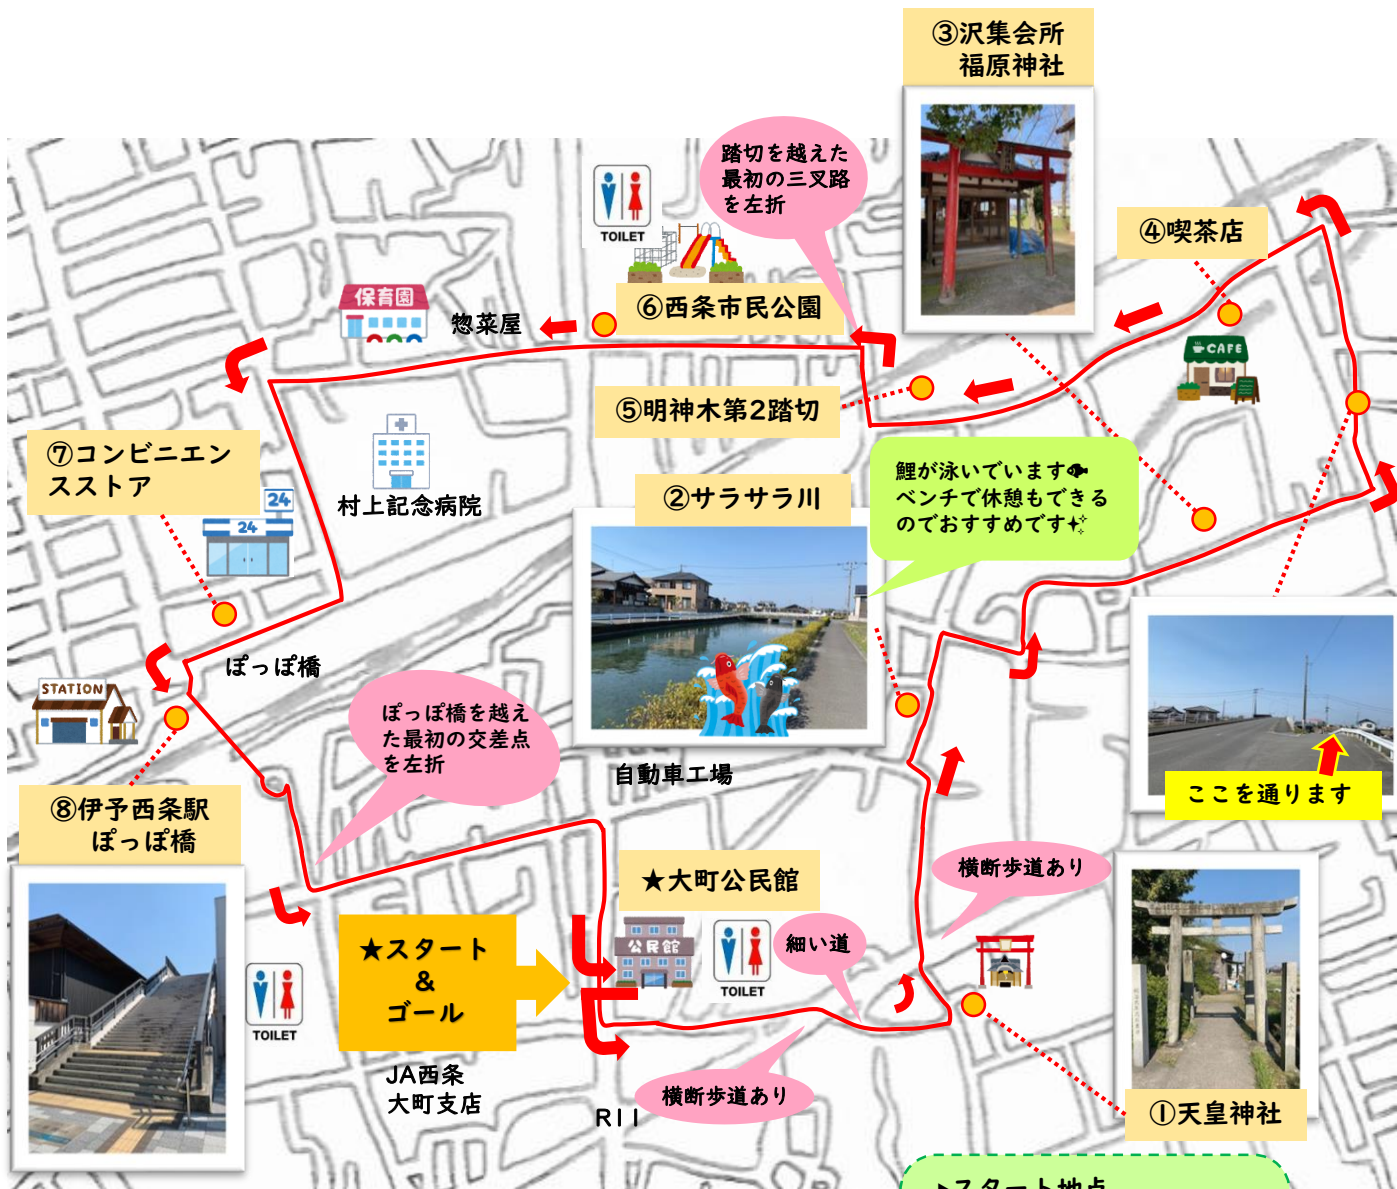 ③沢集会所
福原神社
踏切を越えた
最初の三叉路
を左折
TOILET
④喫茶店
保育園
惣菜屋
⑥西条市民公園
CAFE
⑤明神木第2踏切
⑦コンビニエン
スストア
24
24
村上記念病院
②サラサラ川
鯉が泳いでいます🐟
ベンチで休憩もできる
のでおすすめです✨
ぽっぽ橋
STATION
ぽっぽ橋を越え
た最初の交差点
を左折
自動車工場
ここを通ります
⑧伊予西条駅
ぽっぽ橋
★大町公民館
横断歩道あり
公民館
TOILET
細い道
★スタート
&
ゴール
TOILET
JA西条
大町支店
R11
横断歩道あり
①天皇神社
▶スタート地点